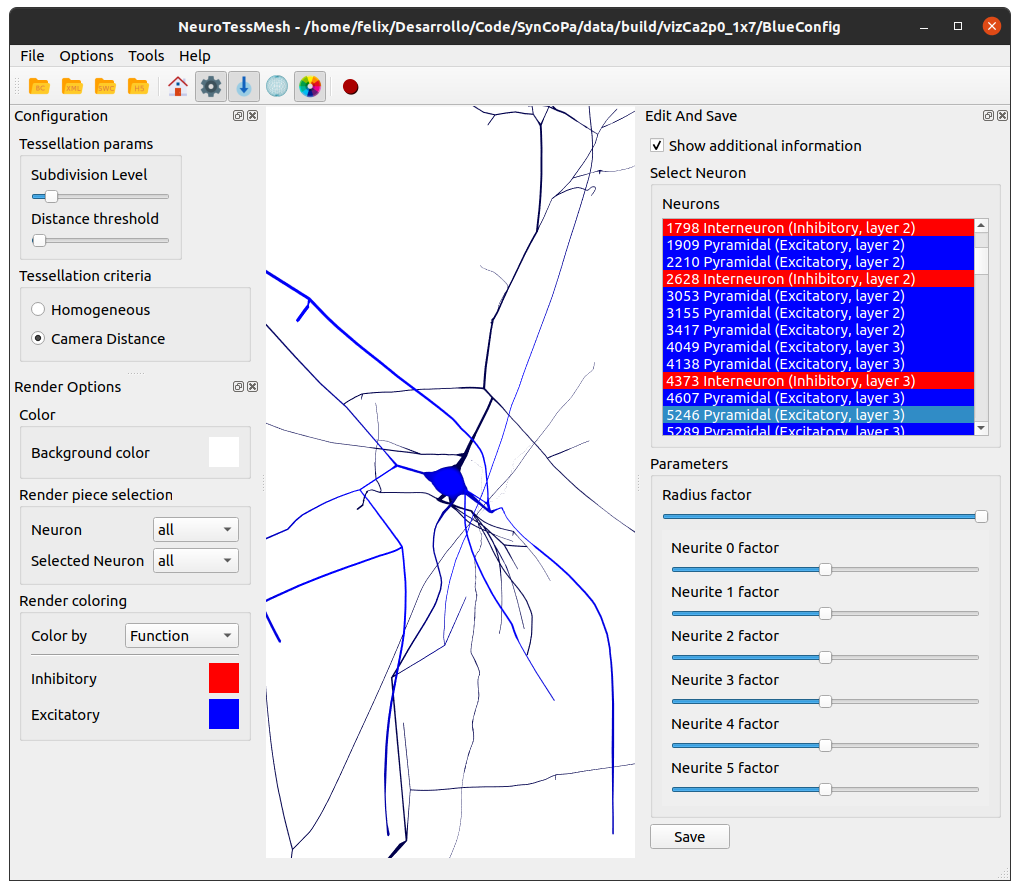 NeuroTessMesh - /home/felix/Desarrollo/Code/SynCoPa/data/build/vizCa2p0_1x7/BlueConfig
File Options Tools Help
BC XML SWC H5
Configuration
Tessellation params
Subdivision Level
Distance threshold
Tessellation criteria
Homogeneous
Camera Distance
Render Options
Color
Background color
Render piece selection
Neuron all
Selected Neuron all
Render coloring
Color by Function
Inhibitory
Excitatory
Edit And Save
Show additional information
Select Neuron
Neurons
1798 Interneuron (Inhibitory, layer 2)
1909 Pyramidal (Excitatory, layer 2)
2210 Pyramidal (Excitatory, layer 2)
2628 Interneuron (Inhibitory, layer 2)
3053 Pyramidal (Excitatory, layer 2)
3155 Pyramidal (Excitatory, layer 2)
3417 Pyramidal (Excitatory, layer 2)
4049 Pyramidal (Excitatory, layer 3)
4138 Pyramidal (Excitatory, layer 3)
4373 Interneuron (Inhibitory, layer 3)
4607 Pyramidal (Excitatory, layer 3)
5246 Pyramidal (Excitatory, layer 3)
5289 Pyramidal (Excitatory, layer 3)
Parameters
Radius factor
Neurite 0 factor
Neurite 1 factor
Neurite 2 factor
Neurite 3 factor
Neurite 4 factor
Neurite 5 factor
Save